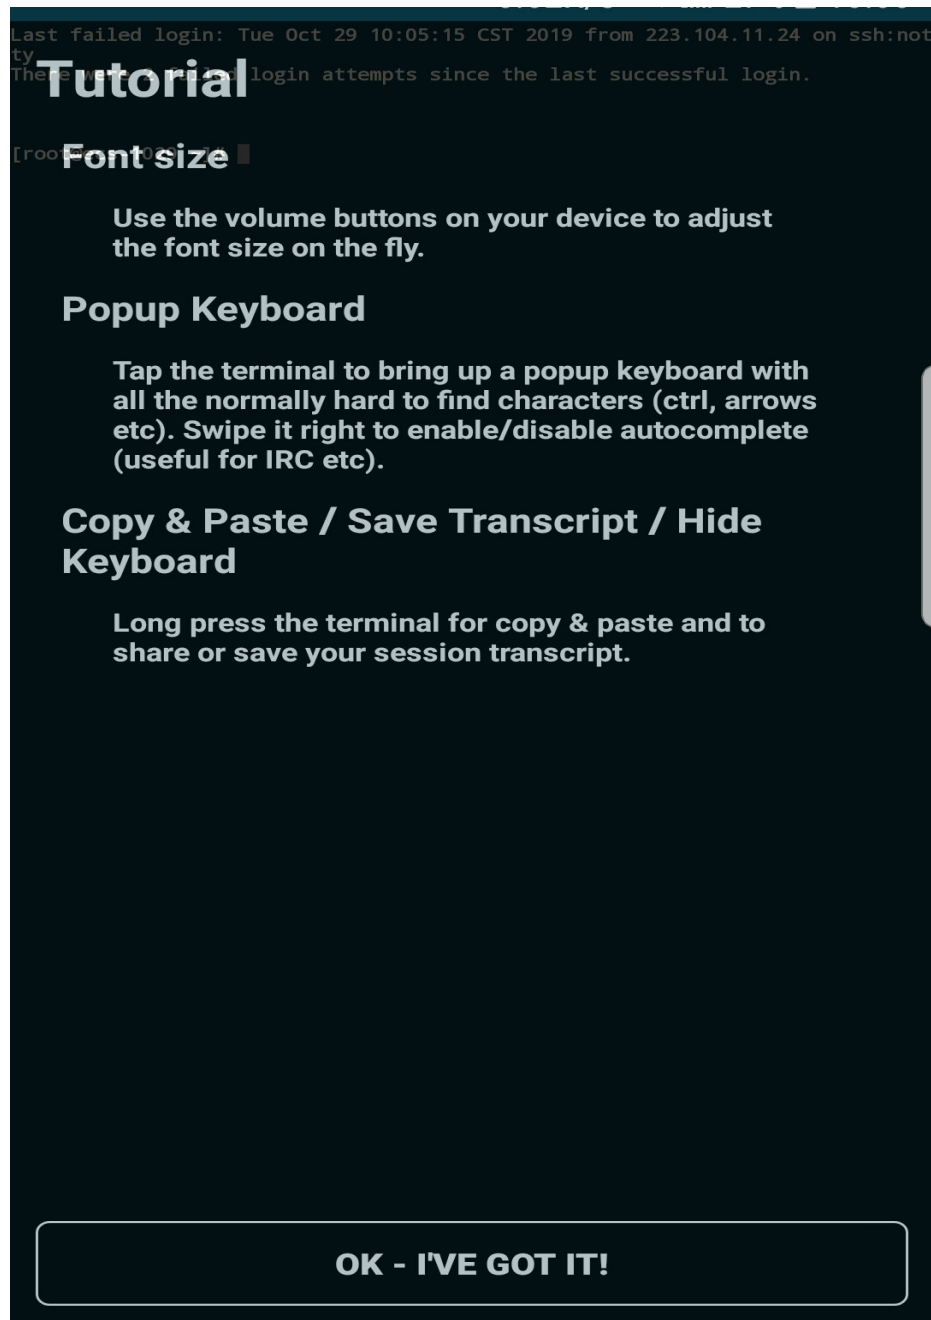 Last failed login: Tue Oct 29 10:05:15 CST 2019 from 223.104.11.24 on ssh:not
ty
There were 2 failed login attempts since the last successful login.
Tutorial
Font size
Use the volume buttons on your device to adjust
the font size on the fly.
Popup Keyboard
Tap the terminal to bring up a popup keyboard with
all the normally hard to find characters (ctrl, arrows
etc). Swipe it right to enable/disable autocomplete
(useful for IRC etc).
Copy & Paste / Save Transcript / Hide
Keyboard
Long press the terminal for copy & paste and to
share or save your session transcript.
OK - I'VE GOT IT!